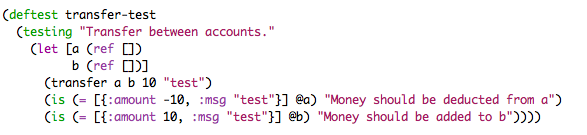 (deftest transfer-test
  (testing "Transfer between accounts."
    (let [a (ref [])
          b (ref [])]
      (transfer a b 10 "test")
      (is (= [{:amount -10, :msg "test"}] @a) "Money should be deducted from a")
      (is (= [{:amount 10, :msg "test"}] @b) "Money should be added to b"))))